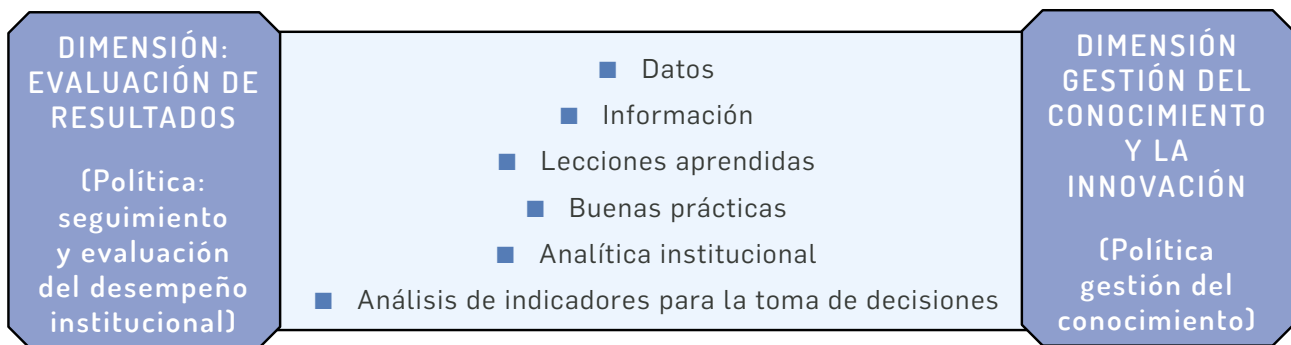 DIMENSIÓN:
EVALUACIÓN DE
RESULTADOS
(Política:
seguimiento
y evaluación
del desempeño
institucional)
■ Datos
■ Información
■ Lecciones aprendidas
■ Buenas prácticas
■ Analítica institucional
■ Análisis de indicadores para la toma de decisiones
DIMENSIÓN
GESTIÓN DEL
CONOCIMIENTO
Y LA
INNOVACIÓN
(Política
gestión del
conocimiento)